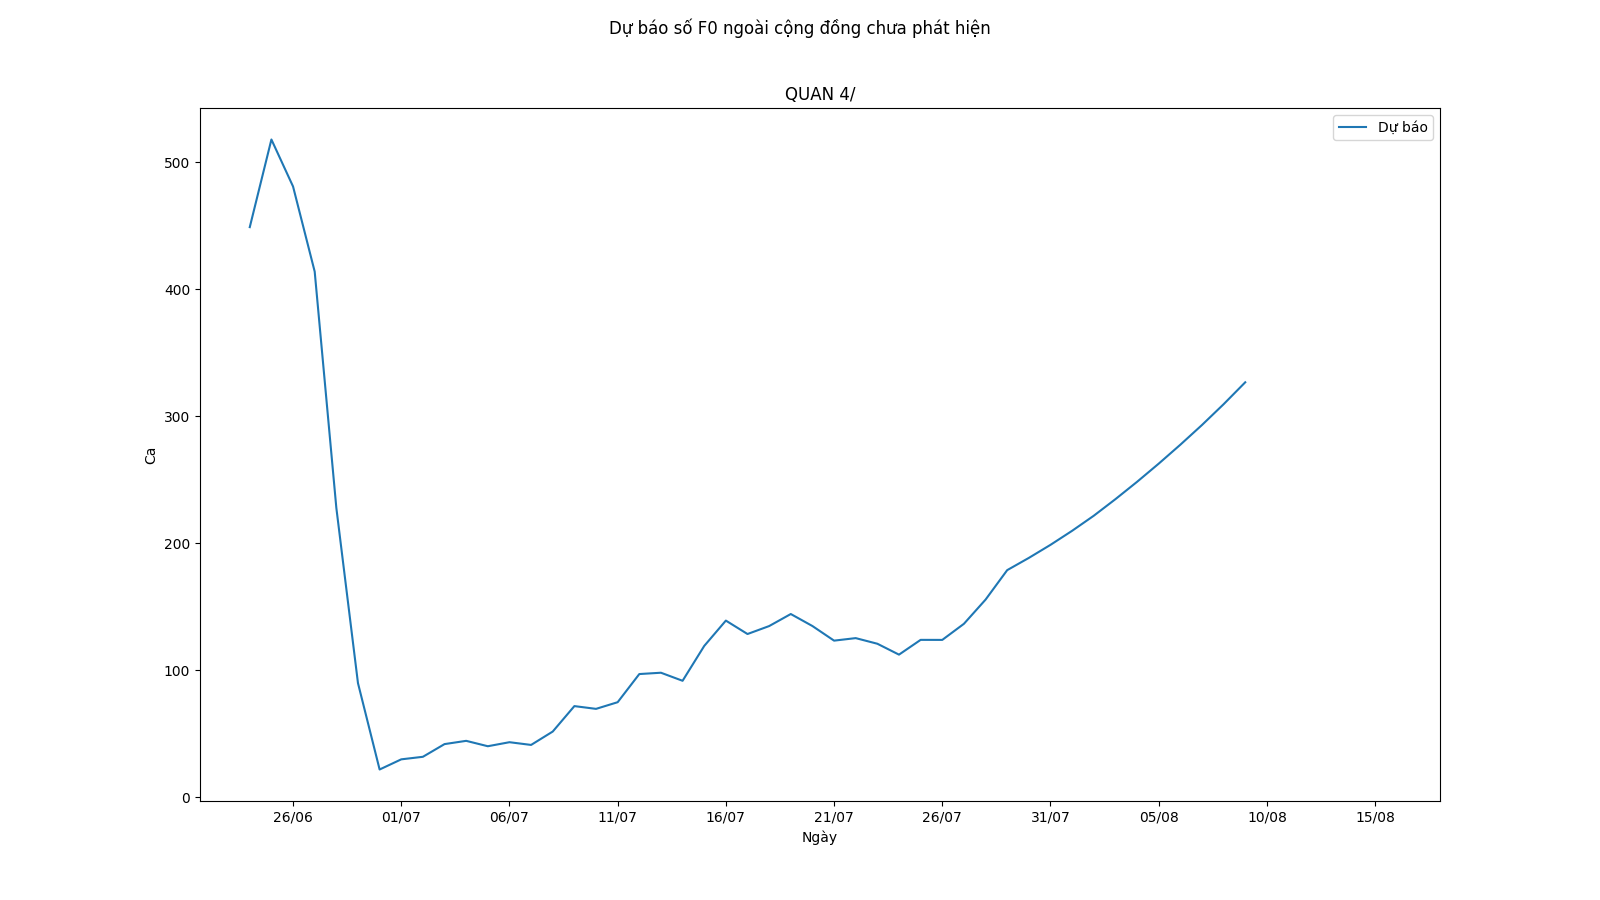 Dự báo số F0 ngoài cộng đồng chưa phát hiện
QUAN 4/
Dự báo
500
400
300
200
100
0
Ca
26/06 01/07 06/07 11/07 16/07 21/07 26/07 31/07 05/08 10/08 15/08
Ngày